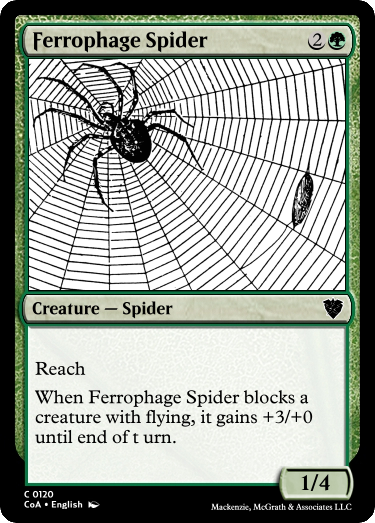 Ferrophage Spider 2
Creature — Spider
Reach
When Ferrophage Spider blocks a
creature with flying, it gains +3/+0
until end of t urn.
1/4
C 0120
CoA • English
Mackenzie, McGrath & Associates LLC